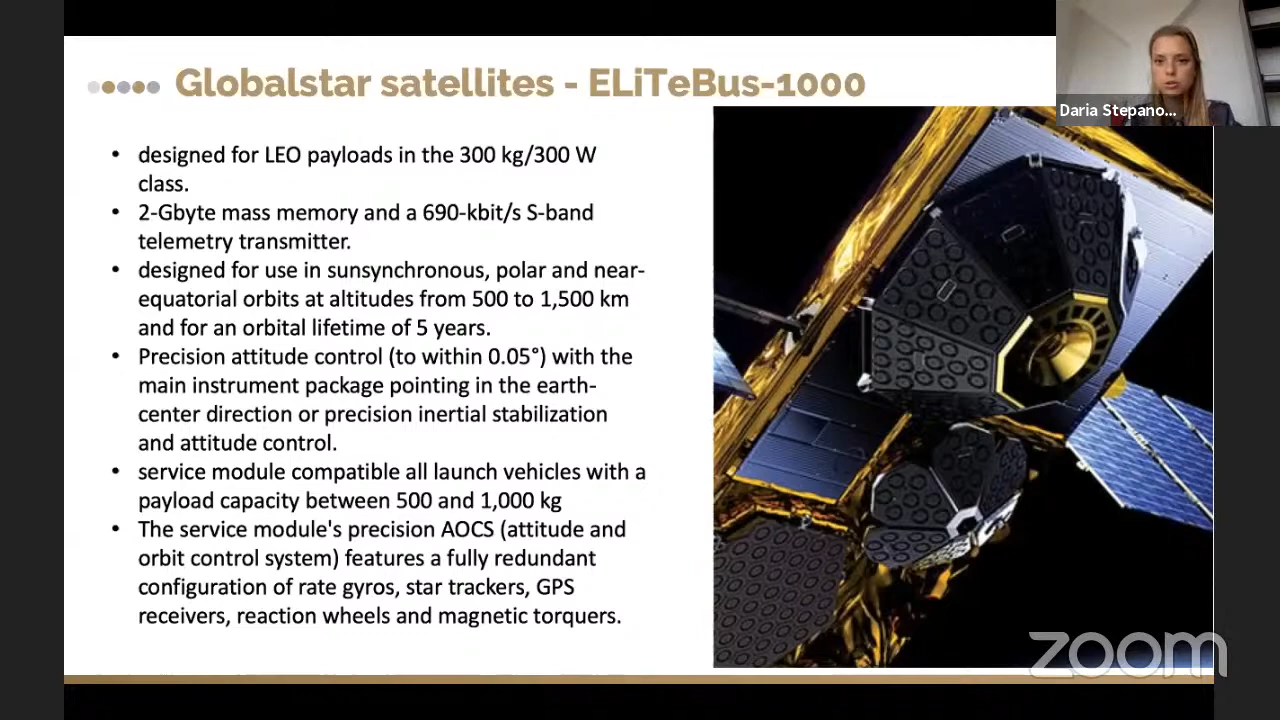 Globalstar satellites - ELiTeBus-1000
Daria Stepano...
• designed for LEO payloads in the 300 kg/300 W
class.
• 2-Gbyte mass memory and a 690-kbit/s S-band
telemetry transmitter.
• designed for use in sunsynchronous, polar and near-
equatorial orbits at altitudes from 500 to 1,500 km
and for an orbital lifetime of 5 years.
• Precision attitude control (to within 0.05°) with the
main instrument package pointing in the earth-
center direction or precision inertial stabilization
and attitude control.
• service module compatible all launch vehicles with a
payload capacity between 500 and 1,000 kg
• The service module's precision AOCS (attitude and
orbit control system) features a fully redundant
configuration of rate gyros, star trackers, GPS
receivers, reaction wheels and magnetic torquers.
zoom